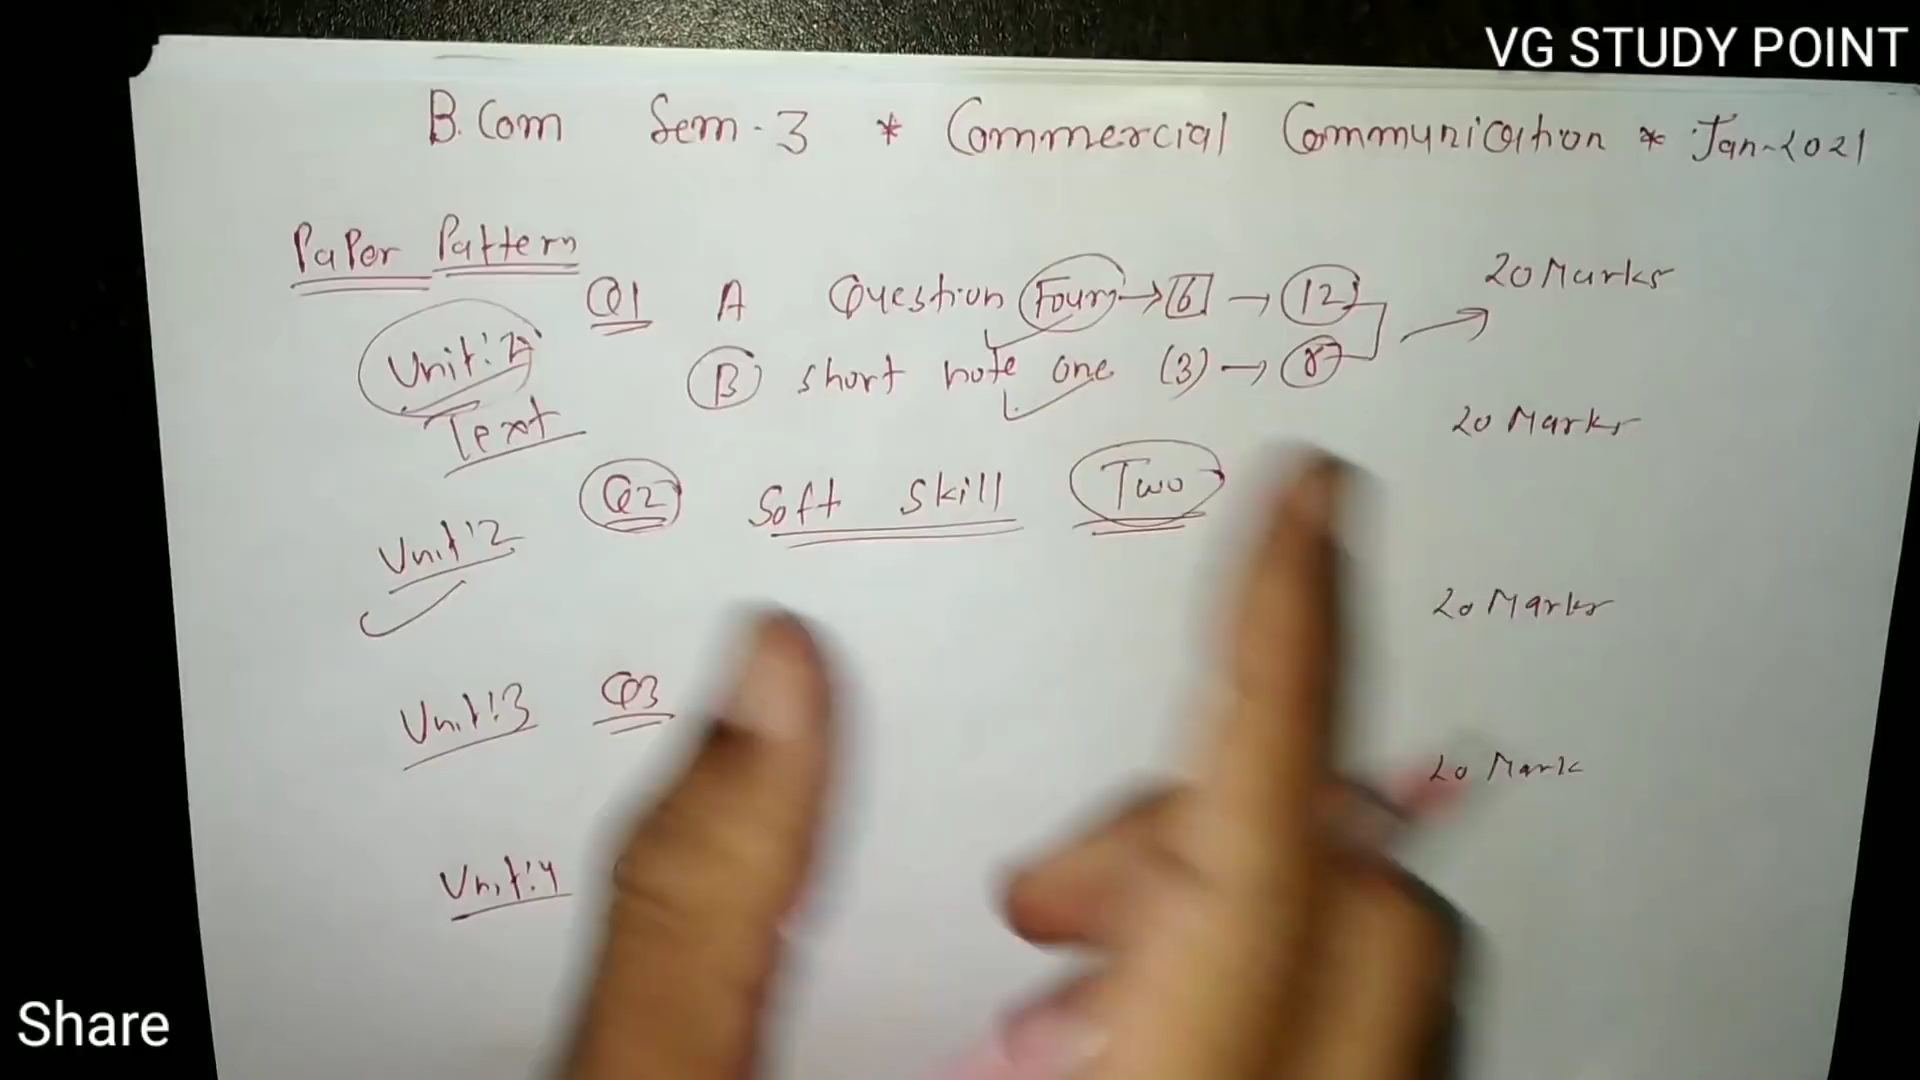 VG STUDY POINT
B.Com Sem-3 * Commercial Communication * Jan-2021
Paper Pattern
Q1 A Question Four → 6 → 12 20 Marks
Unit:
B short note one (3) → 8
Text
20 Marks
Q2 Soft Skill Two
Unit:2
20 Marks
Unit:3 Q3
20 Mark
Unit:4
Share